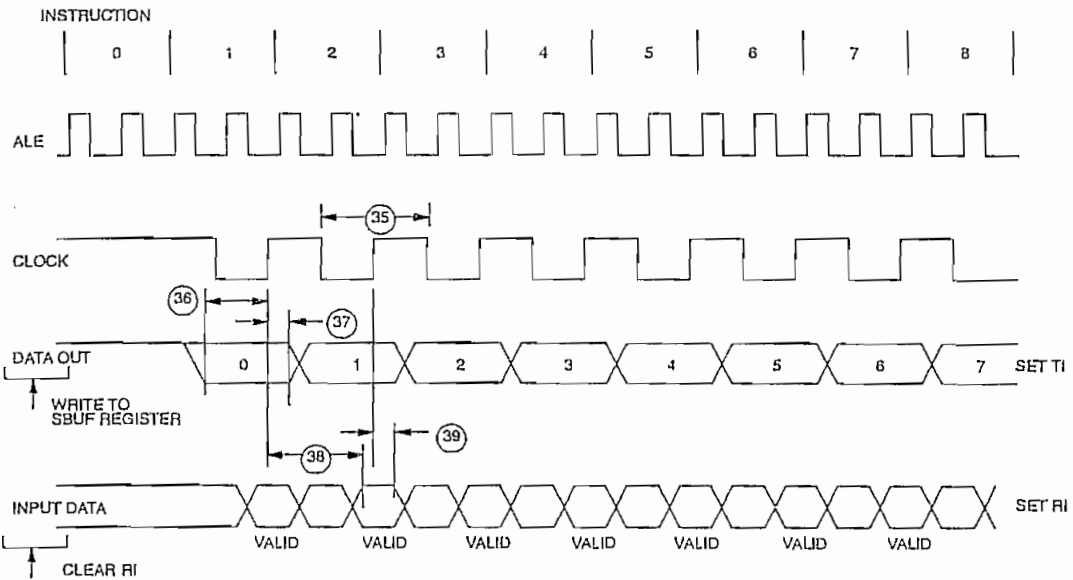 INSTRUCTION
0 1 2 3 4 5 6 7 8
ALE
35
CLOCK
36
37
DATA OUT 0 1 2 3 4 5 6 7 SET TI
WRITE TO
SBUF REGISTER
39
38
INPUT DATA SET RI
VALID VALID VALID VALID VALID VALID VALID
CLEAR RI